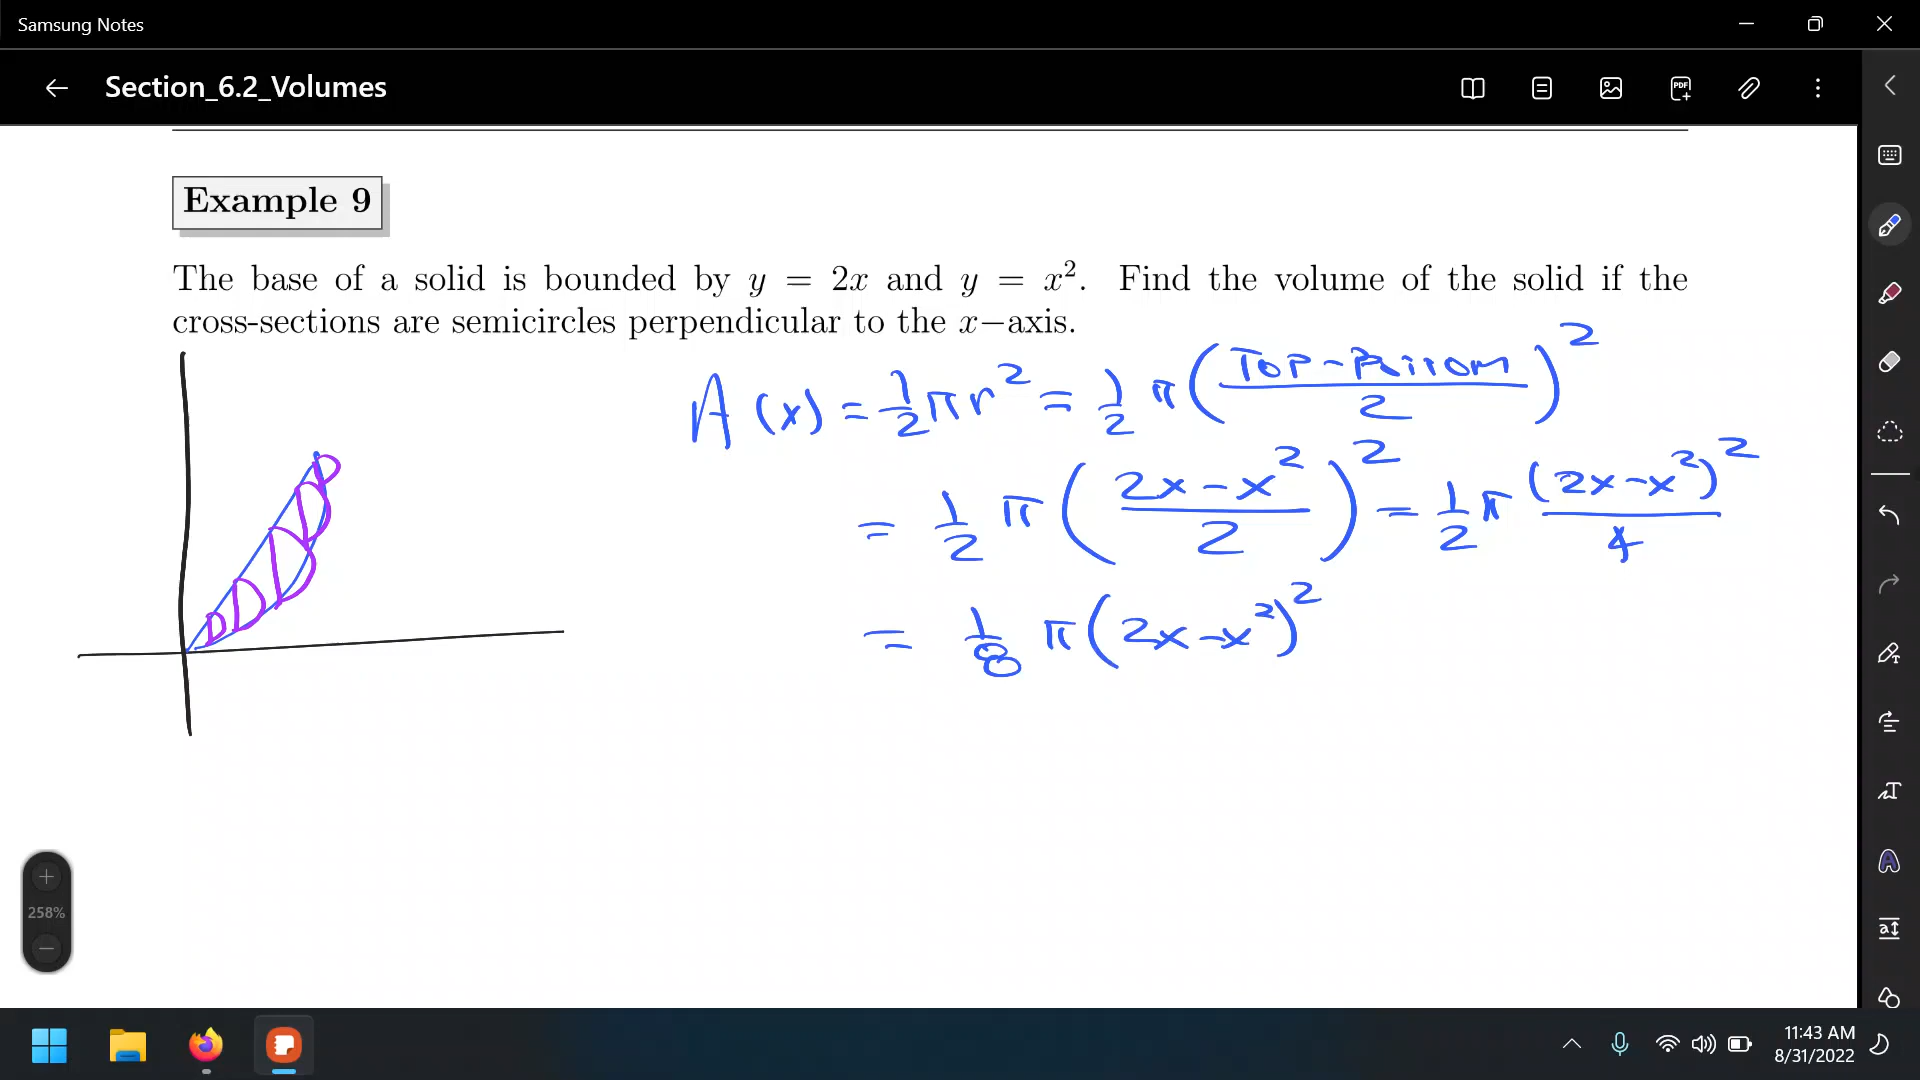 Samsung Notes
Section_6.2_Volumes
Example 9
The base of a solid is bounded by y = 2x and y = x². Find the volume of the solid if the
cross-sections are semicircles perpendicular to the x−axis.
A(x) = 1/2 πr² = 1/2 π (TOP - BOTTOM / 2)²
= 1/2 π (2x - x² / 2)² = 1/2 π (2x - x²)² / 4
= 1/8 π (2x - x²)²
258%
11:43 AM
8/31/2022